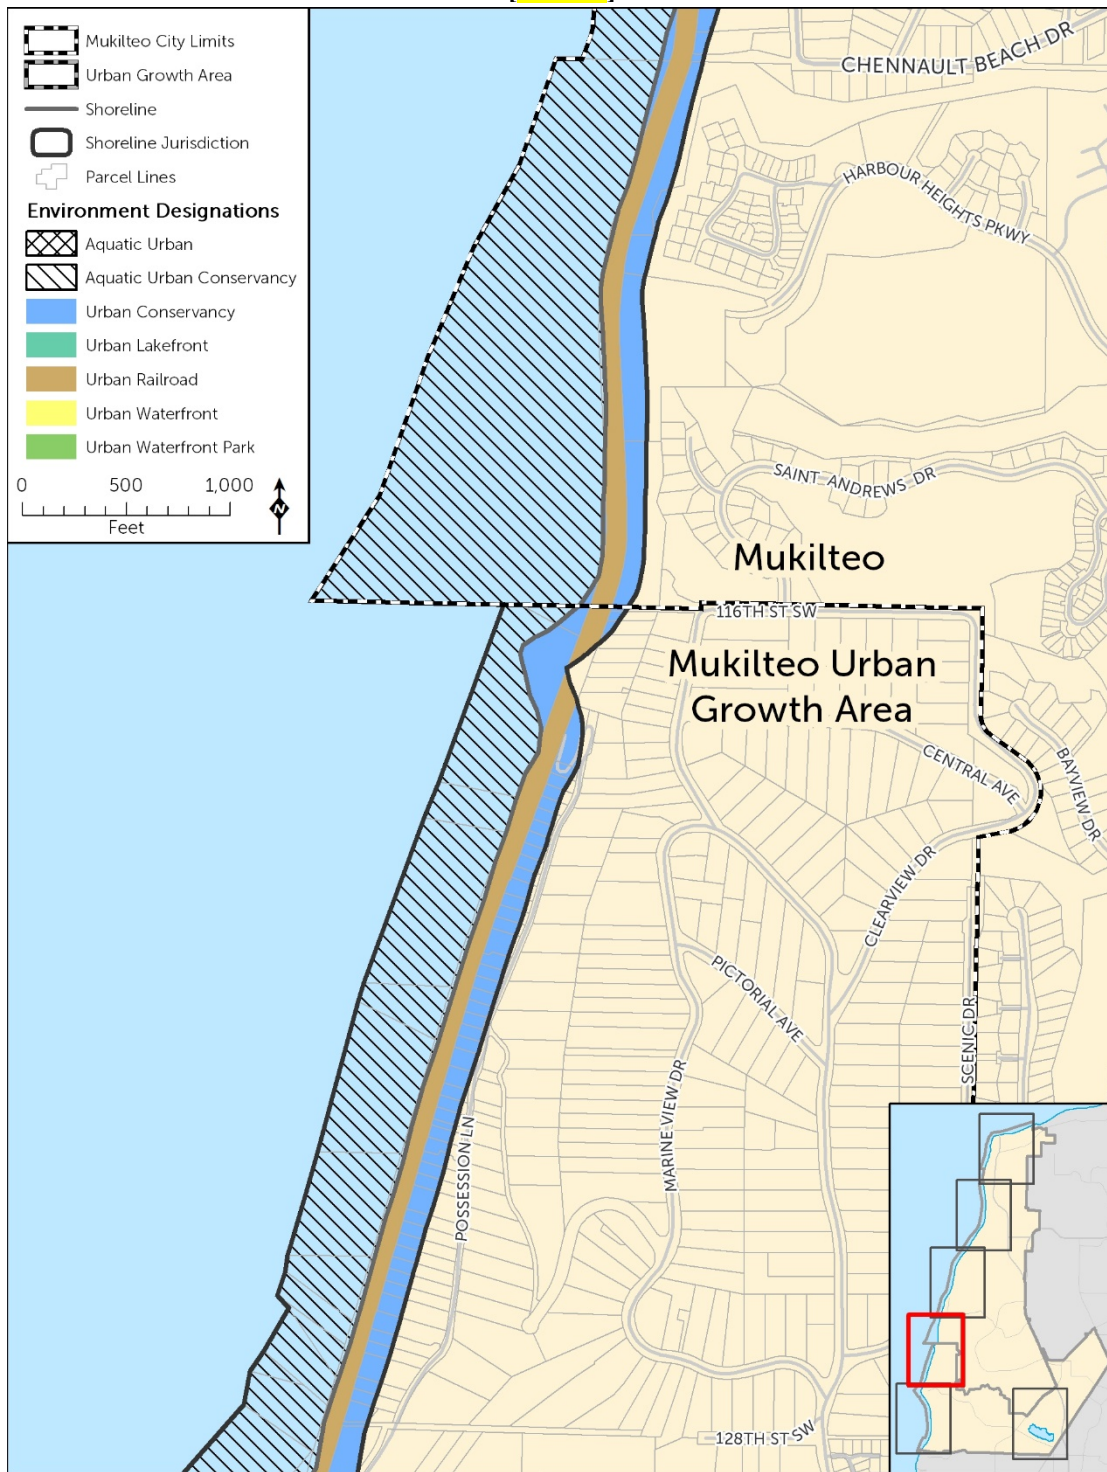 Mukilteo City Limits
Urban Growth Area
Shoreline
Shoreline Jurisdiction
Parcel Lines
Environment Designations
Aquatic Urban
Aquatic Urban Conservancy
Urban Conservancy
Urban Lakefront
Urban Railroad
Urban Waterfront
Urban Waterfront Park
0 500 1,000
Feet
N
CHENNAULT BEACH DR
HARBOUR HEIGHTS PKWY
SAINT ANDREWS DR
Mukilteo
116TH ST SW
Mukilteo Urban
Growth Area
CENTRAL AVE
BAYVIEW DR
CLEARVIEW DR
PICTORIAL AVE
SCENIC DR
MARINE VIEW DR
POSSESSION LN
128TH ST SW